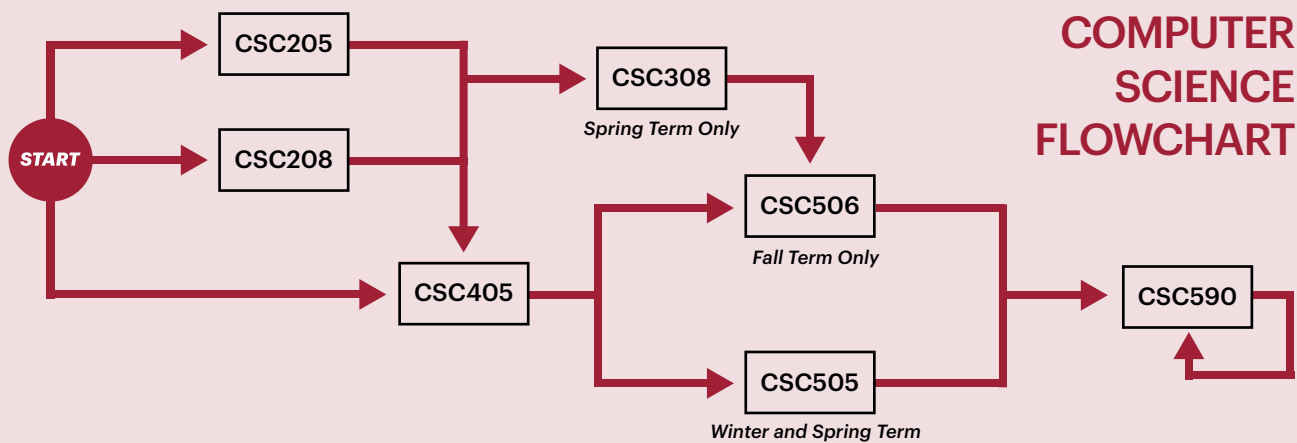 COMPUTER
SCIENCE
FLOWCHART
START
CSC205
CSC208
CSC308
Spring Term Only
CSC405
CSC506
Fall Term Only
CSC505
Winter and Spring Term
CSC590